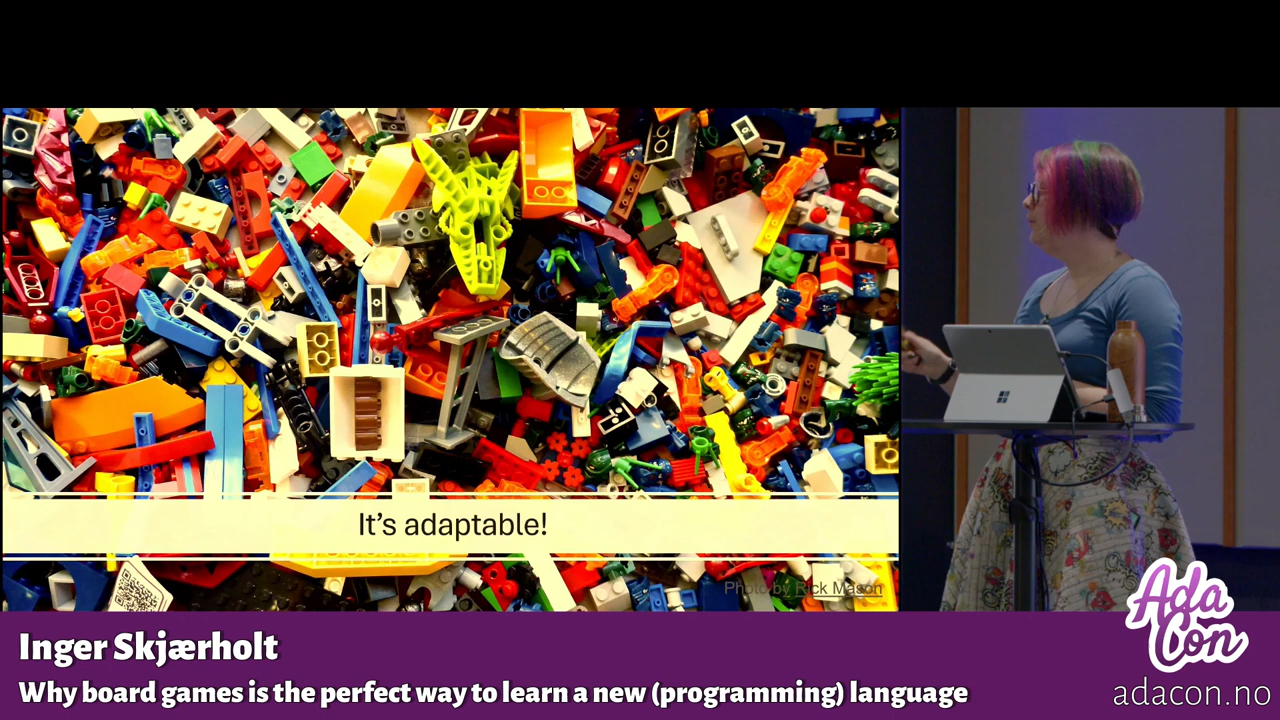 It's adaptable!
Photo by Rick Mason
Inger Skjærholt
Why board games is the perfect way to learn a new (programming) language
Ada
Con
adacon.no